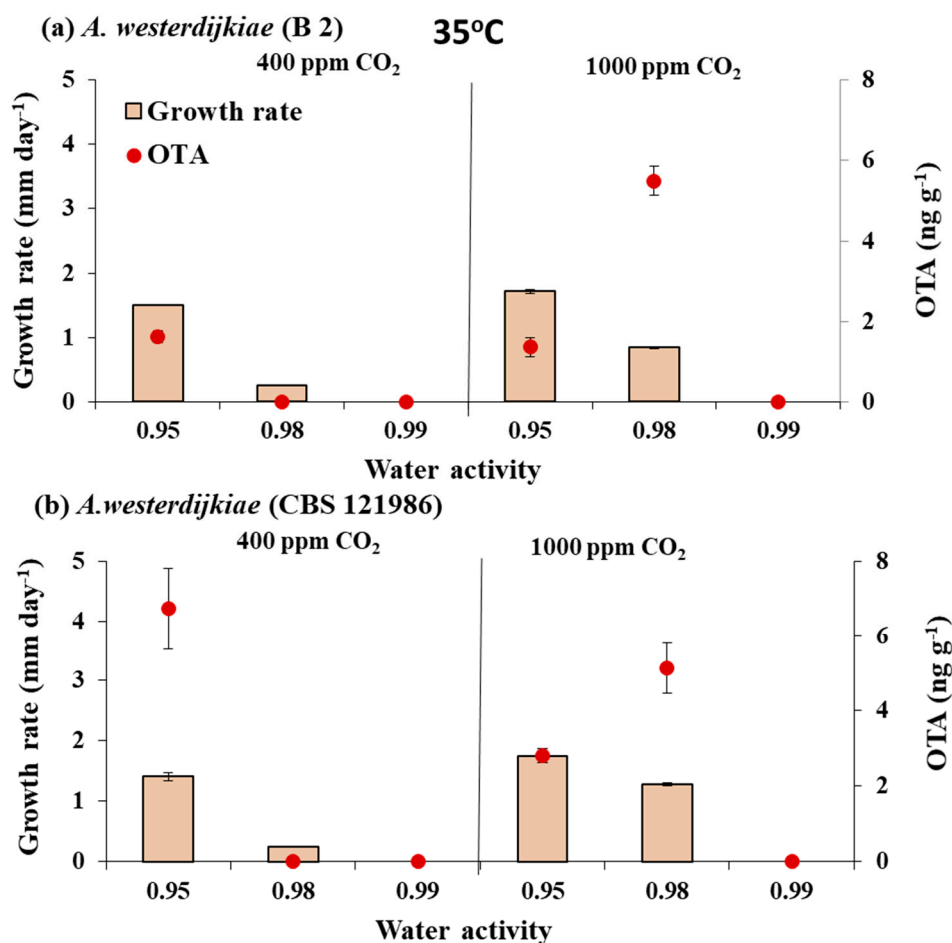 (a) A. westerdijkiae (B 2) 35°C
400 ppm CO₂ 1000 ppm CO₂
Growth rate
OTA
Growth rate (mm day⁻¹)
5
4
3
2
1
0
8
6
4
2
0
OTA (ng g⁻¹)
0.95 0.98 0.99 0.95 0.98 0.99
Water activity
(b) A.westerdijkiae (CBS 121986)
400 ppm CO₂ 1000 ppm CO₂
Growth rate (mm day⁻¹)
5
4
3
2
1
0
8
6
4
2
0
OTA (ng g⁻¹)
0.95 0.98 0.99 0.95 0.98 0.99
Water activity